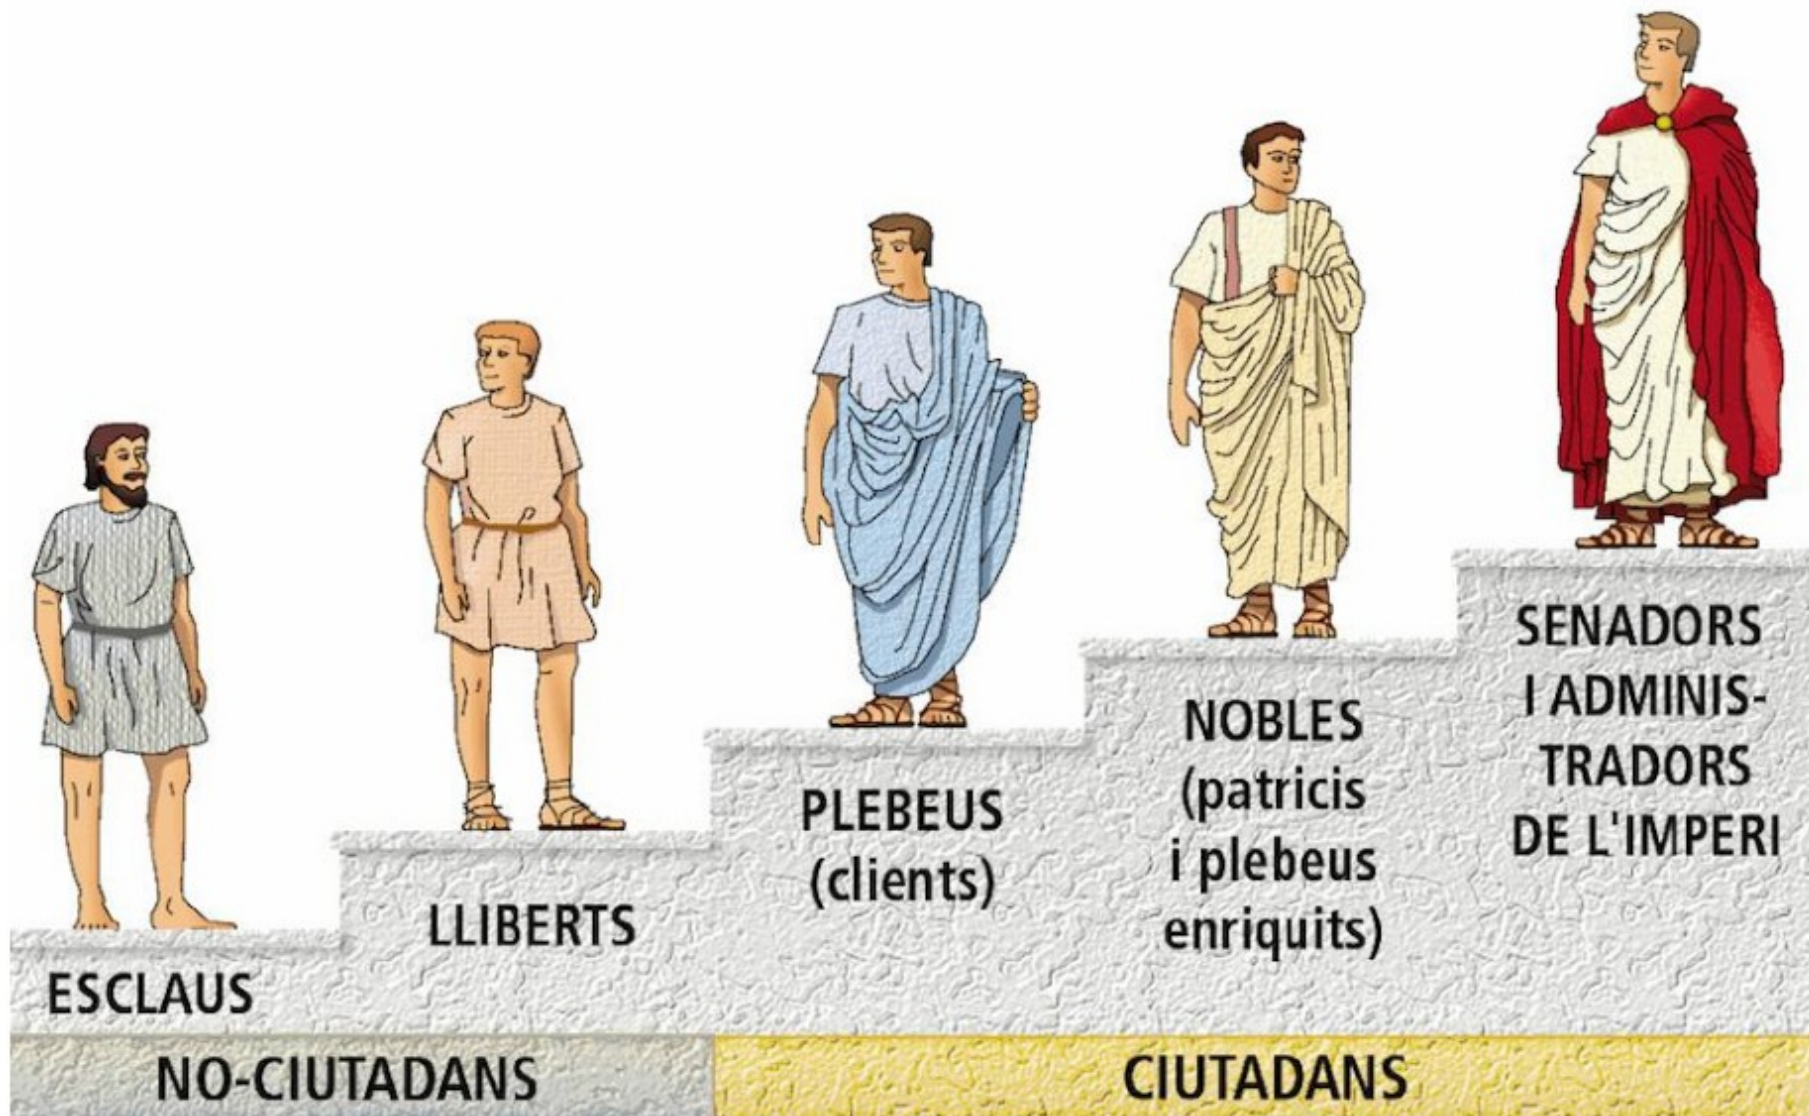 ESCLAUS
LLIBERTS
PLEBEUS
(clients)
NOBLES
(patricis
i plebeus
enriquits)
SENADORS
I ADMINIS-
TRADORS
DE L'IMPERI
NO-CIUTADANS
CIUTADANS